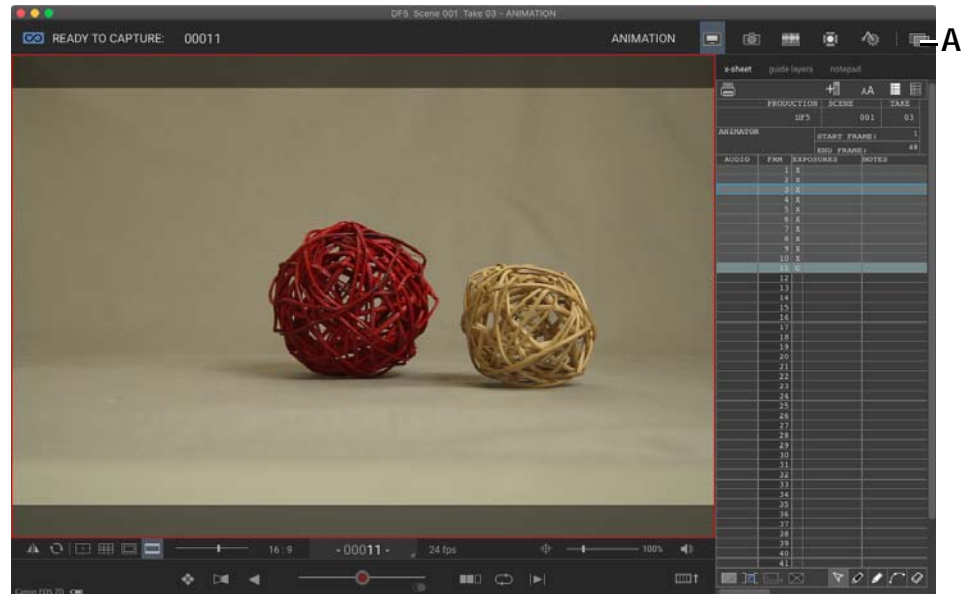 DF5 Scene 001 Take 03 - ANIMATION
READY TO CAPTURE: 00011 ANIMATION
A
x-sheet guide layers notepad
AA
PRODUCTION SCENE TAKE
DF5 001 03
ANIMATOR START FRAME: 1
END FRAME: 48
AUDIO FRM EXPOSURES NOTES
1 X
2 X
3 X
4 X
5 X
6 X
7 X
8 X
9 X
10 X
11 C
12
13
14
15
16
17
18
19
20
21
22
23
24
25
26
27
28
29
30
31
32
33
34
35
36
37
38
39
40
41
16 : 9 - 00011 - 24 fps 100%
Canon EOS 7D